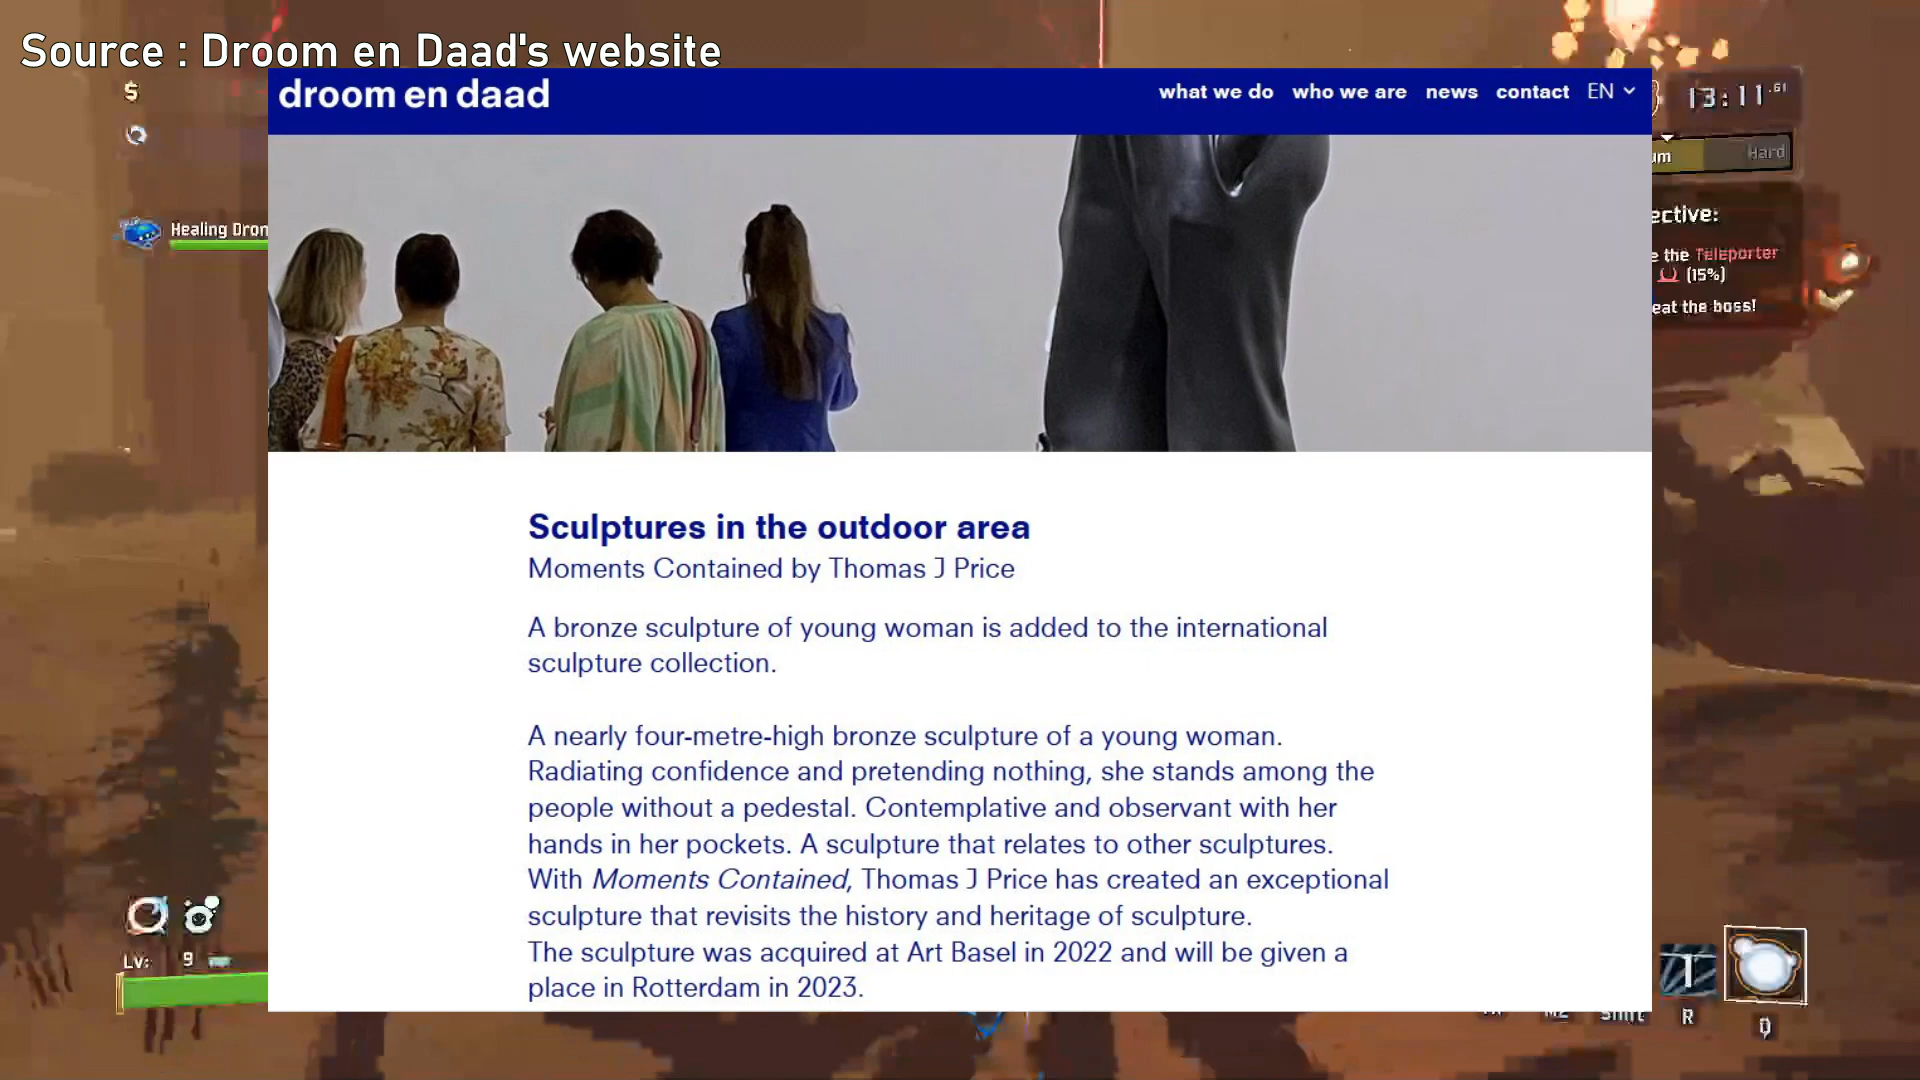 Source : Droom en Daad's website
droom en daad
what we do who we are news contact EN
$
13:11.61
Hard
Healing Dron
ective:
e the Teleporter
(15%)
eat the boss!
Sculptures in the outdoor area
Moments Contained by Thomas J Price
A bronze sculpture of young woman is added to the international
sculpture collection.
A nearly four-metre-high bronze sculpture of a young woman.
Radiating confidence and pretending nothing, she stands among the
people without a pedestal. Contemplative and observant with her
hands in her pockets. A sculpture that relates to other sculptures.
With Moments Contained, Thomas J Price has created an exceptional
sculpture that revisits the history and heritage of sculpture.
The sculpture was acquired at Art Basel in 2022 and will be given a
place in Rotterdam in 2023.
Lv: 9
R
Q